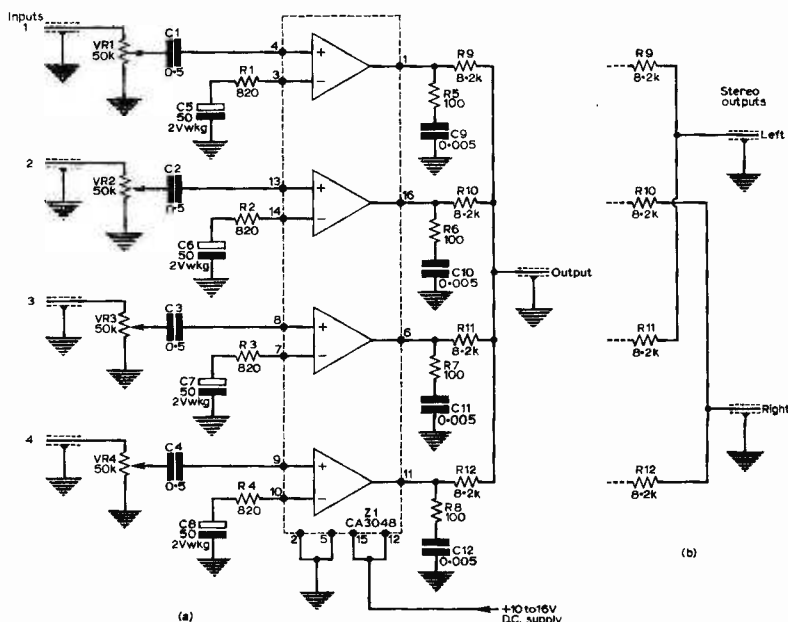 Inputs
1
VR1
50k
C1
0·5
4
3
R1
820
C5
50
2Vwkg
+
−
1
R9
8·2k
R5
100
C9
0·005
2
VR2
50k
C2
13
14
R2
820
C6
50
2Vwkg
+
−
16
R10
8·2k
R6
100
C10
0·005
Output
3
VR3
50k
C3
0·5
8
7
R3
820
C7
50
2Vwkg
+
−
6
R11
8·2k
R7
100
C11
0·005
4
VR4
50k
C4
0·5
9
10
R4
820
C8
50
2Vwkg
+
−
11
R12
8·2k
R8
100
C12
0·005
Z1
CA3048
2
5
15
12
+10 to 16V
D.C. supply
(a)
R9
8·2k
Stereo
outputs
Left
R10
8·2k
R11
8·2k
Right
R12
8·2k
(b)